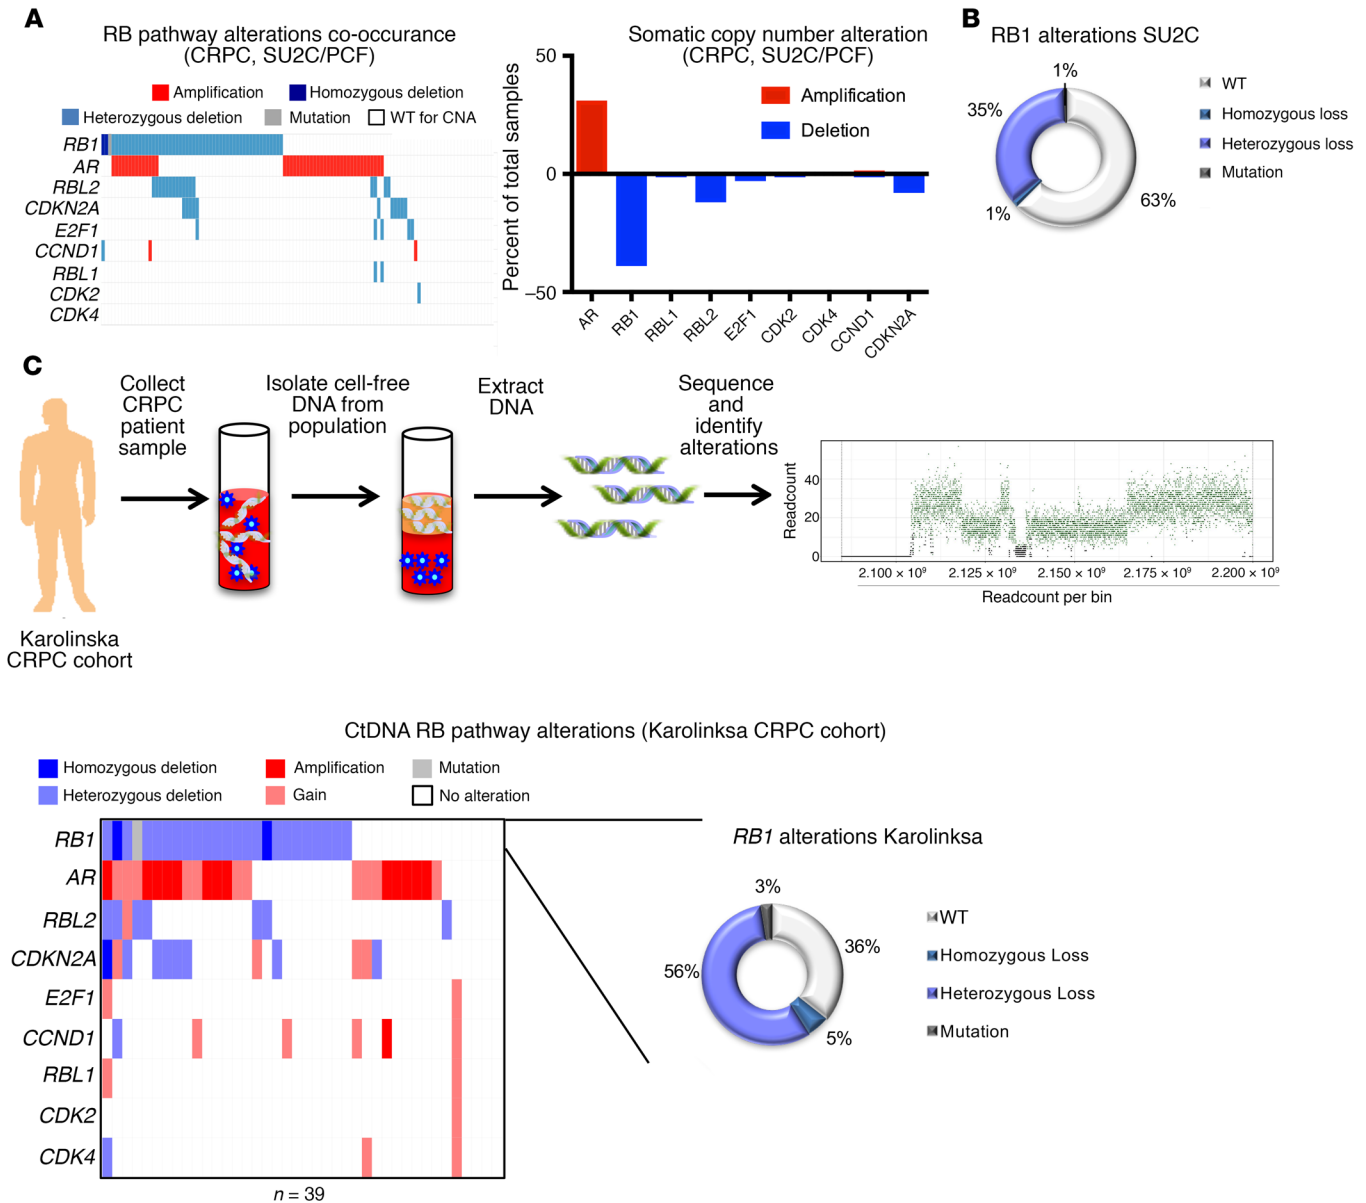 A
RB pathway alterations co-occurance
(CRPC, SU2C/PCF)
Amplification
Homozygous deletion
Heterozygous deletion
Mutation
WT for CNA
RB1
AR
RBL2
CDKN2A
E2F1
CCND1
RBL1
CDK2
CDK4
Somatic copy number alteration
(CRPC, SU2C/PCF)
Amplification
Deletion
Percent of total samples
50
0
–50
AR
RB1
RBL1
RBL2
E2F1
CDK2
CDK4
CCND1
CDKN2A
B
RB1 alterations SU2C
1%
35%
1%
63%
WT
Homozygous loss
Heterozygous loss
Mutation
C
Collect
CRPC
patient
sample
Isolate cell-free
DNA from
population
Extract
DNA
Sequence
and
identify
alterations
Karolinska
CRPC cohort
Readcount
40
20
0
2.100 × 10⁹
2.125 × 10⁹
2.150 × 10⁹
2.175 × 10⁹
2.200 × 10⁹
Readcount per bin
CtDNA RB pathway alterations (Karolinksa CRPC cohort)
Homozygous deletion
Amplification
Mutation
Heterozygous deletion
Gain
No alteration
RB1
AR
RBL2
CDKN2A
E2F1
CCND1
RBL1
CDK2
CDK4
n = 39
RB1 alterations Karolinksa
3%
36%
56%
5%
WT
Homozygous Loss
Heterozygous Loss
Mutation